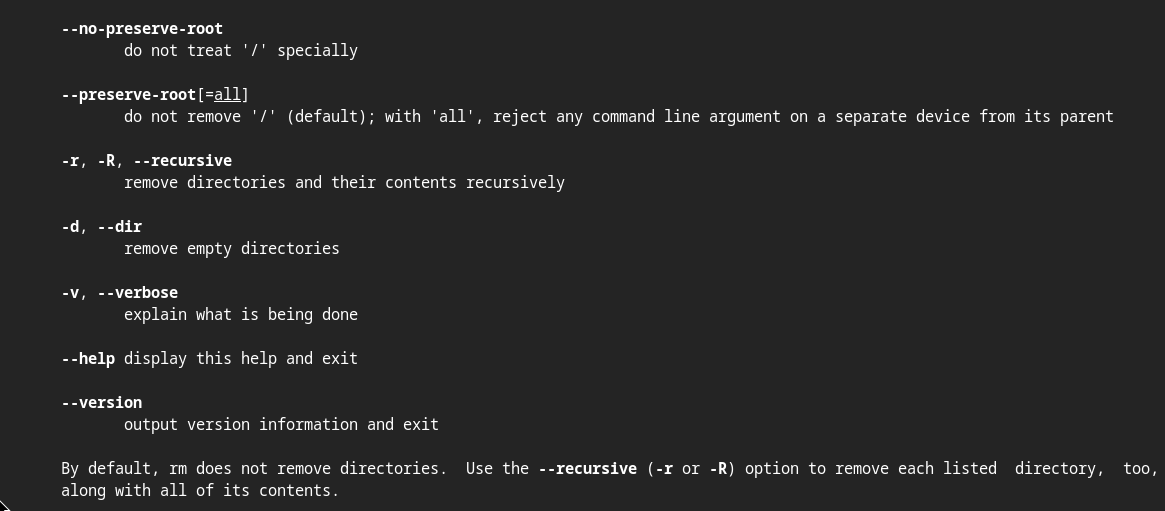 --no-preserve-root
do not treat '/' specially
--preserve-root[=all]
do not remove '/' (default); with 'all', reject any command line argument on a separate device from its parent
-r, -R, --recursive
remove directories and their contents recursively
-d, --dir
remove empty directories
-v, --verbose
explain what is being done
--help display this help and exit
--version
output version information and exit
By default, rm does not remove directories.  Use the --recursive (-r or -R) option to remove each listed  directory,  too,
along with all of its contents.